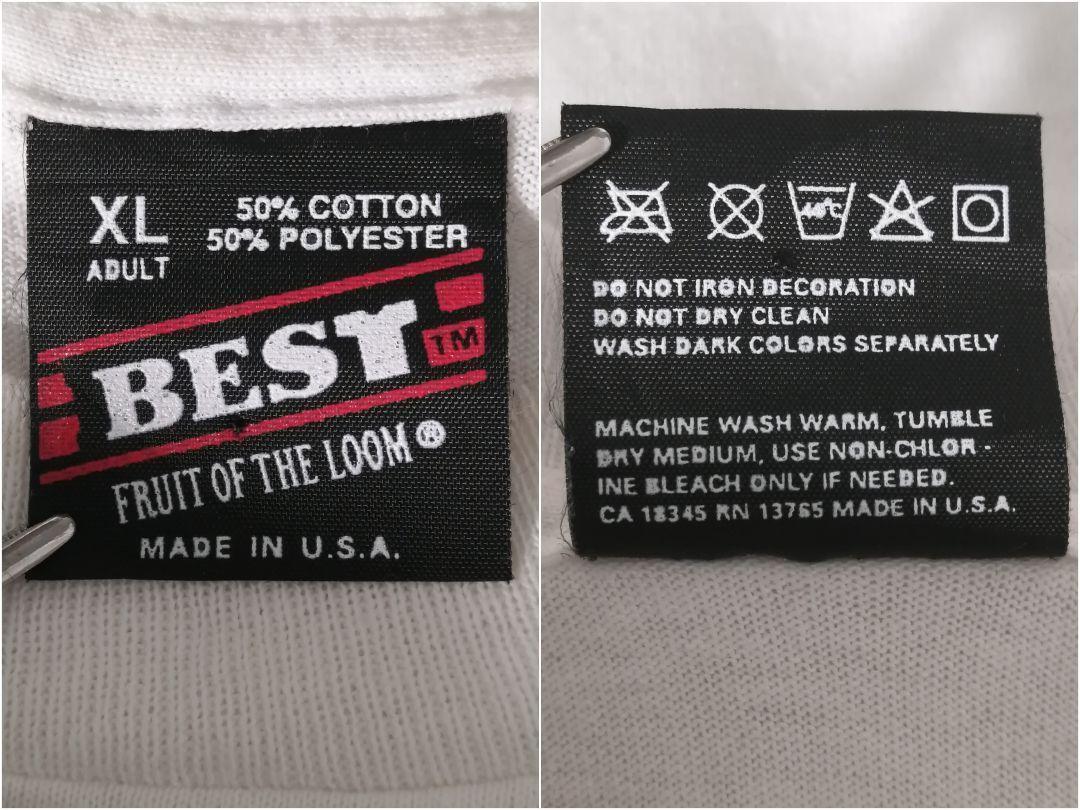 XL
ADULT
50% COTTON
50% POLYESTER
BEST TM
FRUIT OF THE LOOM ®
MADE IN U.S.A.
40°C
DO NOT IRON DECORATION
DO NOT DRY CLEAN
WASH DARK COLORS SEPARATELY
MACHINE WASH WARM, TUMBLE
DRY MEDIUM, USE NON-CHLOR -
INE BLEACH ONLY IF NEEDED.
CA 18345 RN 13765 MADE IN U.S.A.